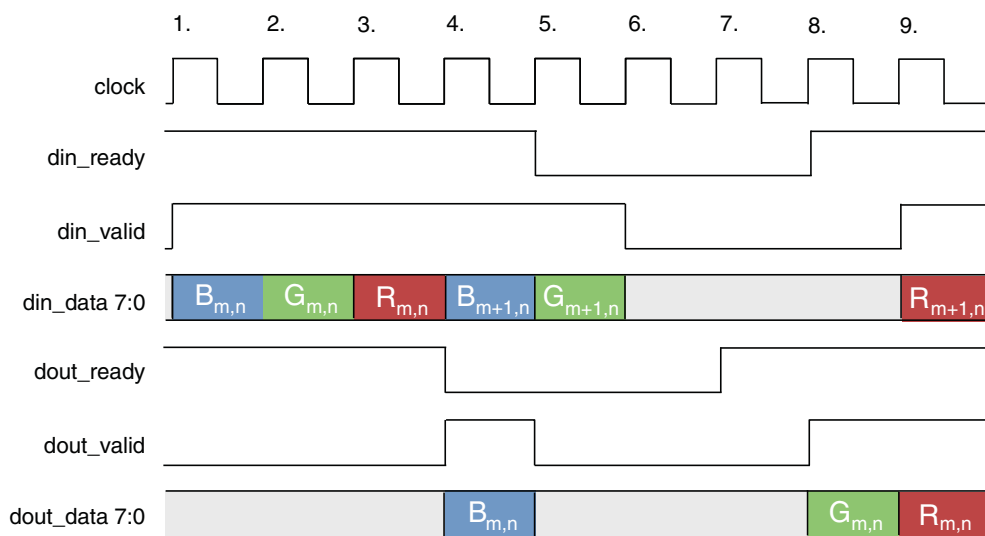 1. 2. 3. 4. 5. 6. 7. 8. 9.
clock
din_ready
din_valid
din_data 7:0 Bm,n Gm,n Rm,n Bm+1,n Gm+1,n Rm+1,n
dout_ready
dout_valid
dout_data 7:0 Bm,n Gm,n Rm,n